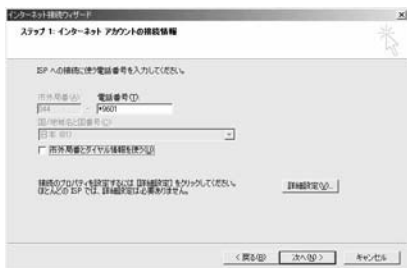 インターネット接続ウィザード
ステップ 1: インターネット アカウントの接続情報
ISP への接続に使う電話番号を入力してください。
市外局番(A): 電話番号(T):
044 - *9601
国/地域名と国番号(C):
日本 (81)
市外局番とダイヤル情報を使う(U)
接続のプロパティを設定するには [詳細設定] をクリックしてください。
ほとんどの ISP では、詳細設定は必要ありません。
詳細設定(V)...
< 戻る(B) 次へ(N) > キャンセル